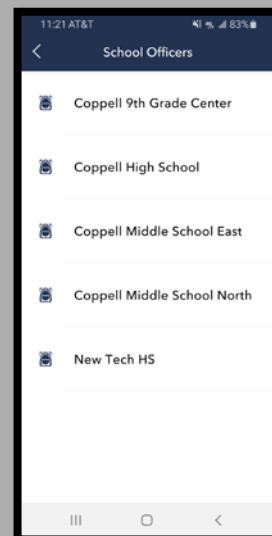 11:21 AT&T 83%
School Officers
Coppell 9th Grade Center
Coppell High School
Coppell Middle School East
Coppell Middle School North
New Tech HS